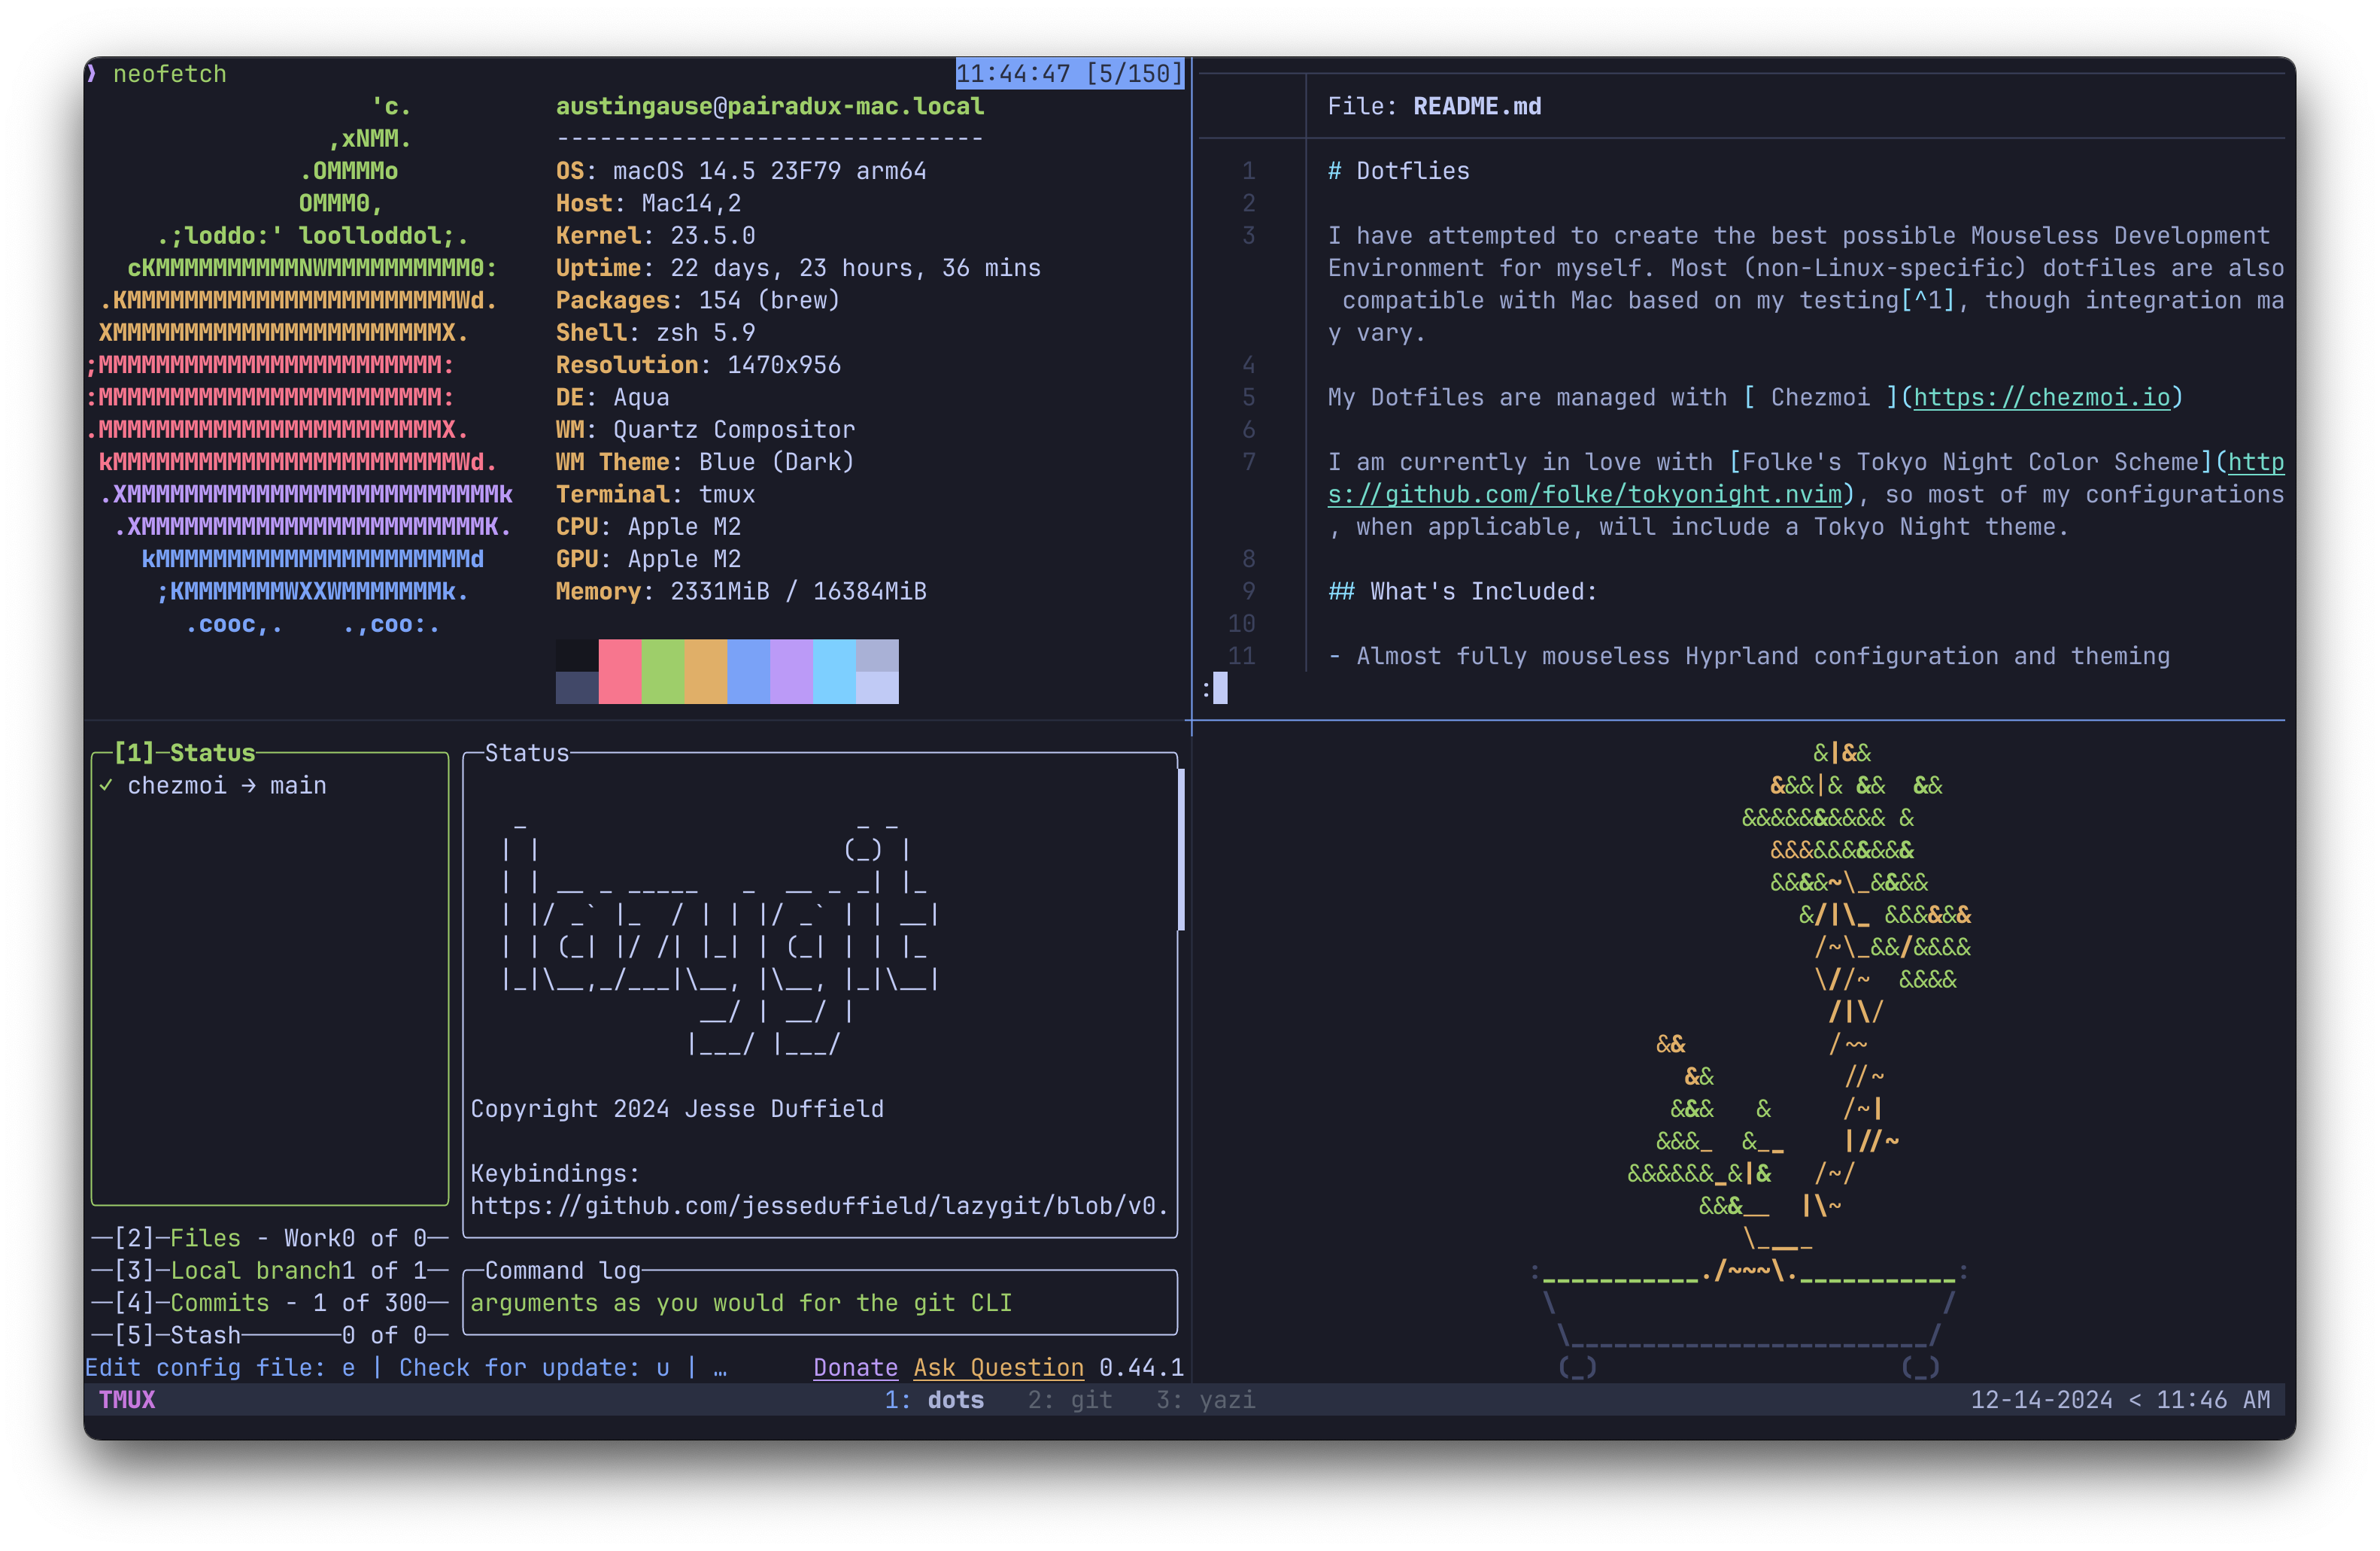 ❱ neofetch
11:44:47 [5/150]
'c.
,xNMM.
.OMMMMo
OMMM0,
.;loddo:' loolloddol;.
cKMMMMMMMMMMNWMMMMMMMMMM0:
.KMMMMMMMMMMMMMMMMMMMMMMMWd.
XMMMMMMMMMMMMMMMMMMMMMMMX.
;MMMMMMMMMMMMMMMMMMMMMMMM:
:MMMMMMMMMMMMMMMMMMMMMMMM:
.MMMMMMMMMMMMMMMMMMMMMMMMX.
kMMMMMMMMMMMMMMMMMMMMMMMMWd.
.XMMMMMMMMMMMMMMMMMMMMMMMMMMk
.XMMMMMMMMMMMMMMMMMMMMMMMMK.
kMMMMMMMMMMMMMMMMMMMMMMd
;KMMMMMMMWXXWMMMMMMMk.
.cooc,.    .,coo:.
austingause@pairadux-mac.local
------------------------------
OS: macOS 14.5 23F79 arm64
Host: Mac14,2
Kernel: 23.5.0
Uptime: 22 days, 23 hours, 36 mins
Packages: 154 (brew)
Shell: zsh 5.9
Resolution: 1470x956
DE: Aqua
WM: Quartz Compositor
WM Theme: Blue (Dark)
Terminal: tmux
CPU: Apple M2
GPU: Apple M2
Memory: 2331MiB / 16384MiB
File: README.md
1 # Dotflies
2
3 I have attempted to create the best possible Mouseless Development
Environment for myself. Most (non-Linux-specific) dotfiles are also
compatible with Mac based on my testing[^1], though integration ma
y vary.
4
5 My Dotfiles are managed with [ Chezmoi ](https://chezmoi.io)
6
7 I am currently in love with [Folke's Tokyo Night Color Scheme](http
s://github.com/folke/tokyonight.nvim), so most of my configurations
, when applicable, will include a Tokyo Night theme.
8
9 ## What's Included:
10
11 - Almost fully mouseless Hyprland configuration and theming
:
[1]─Status
✓ chezmoi → main
[2]─Files - Work0 of 0
[3]─Local branch1 of 1
[4]─Commits - 1 of 300
[5]─Stash───────0 of 0
Status
lazygit
Copyright 2024 Jesse Duffield
Keybindings:
https://github.com/jesseduffield/lazygit/blob/v0.
Command log
arguments as you would for the git CLI
Edit config file: e | Check for update: u | …
Donate Ask Question 0.44.1
TMUX
1: dots 2: git 3: yazi
12-14-2024 < 11:46 AM